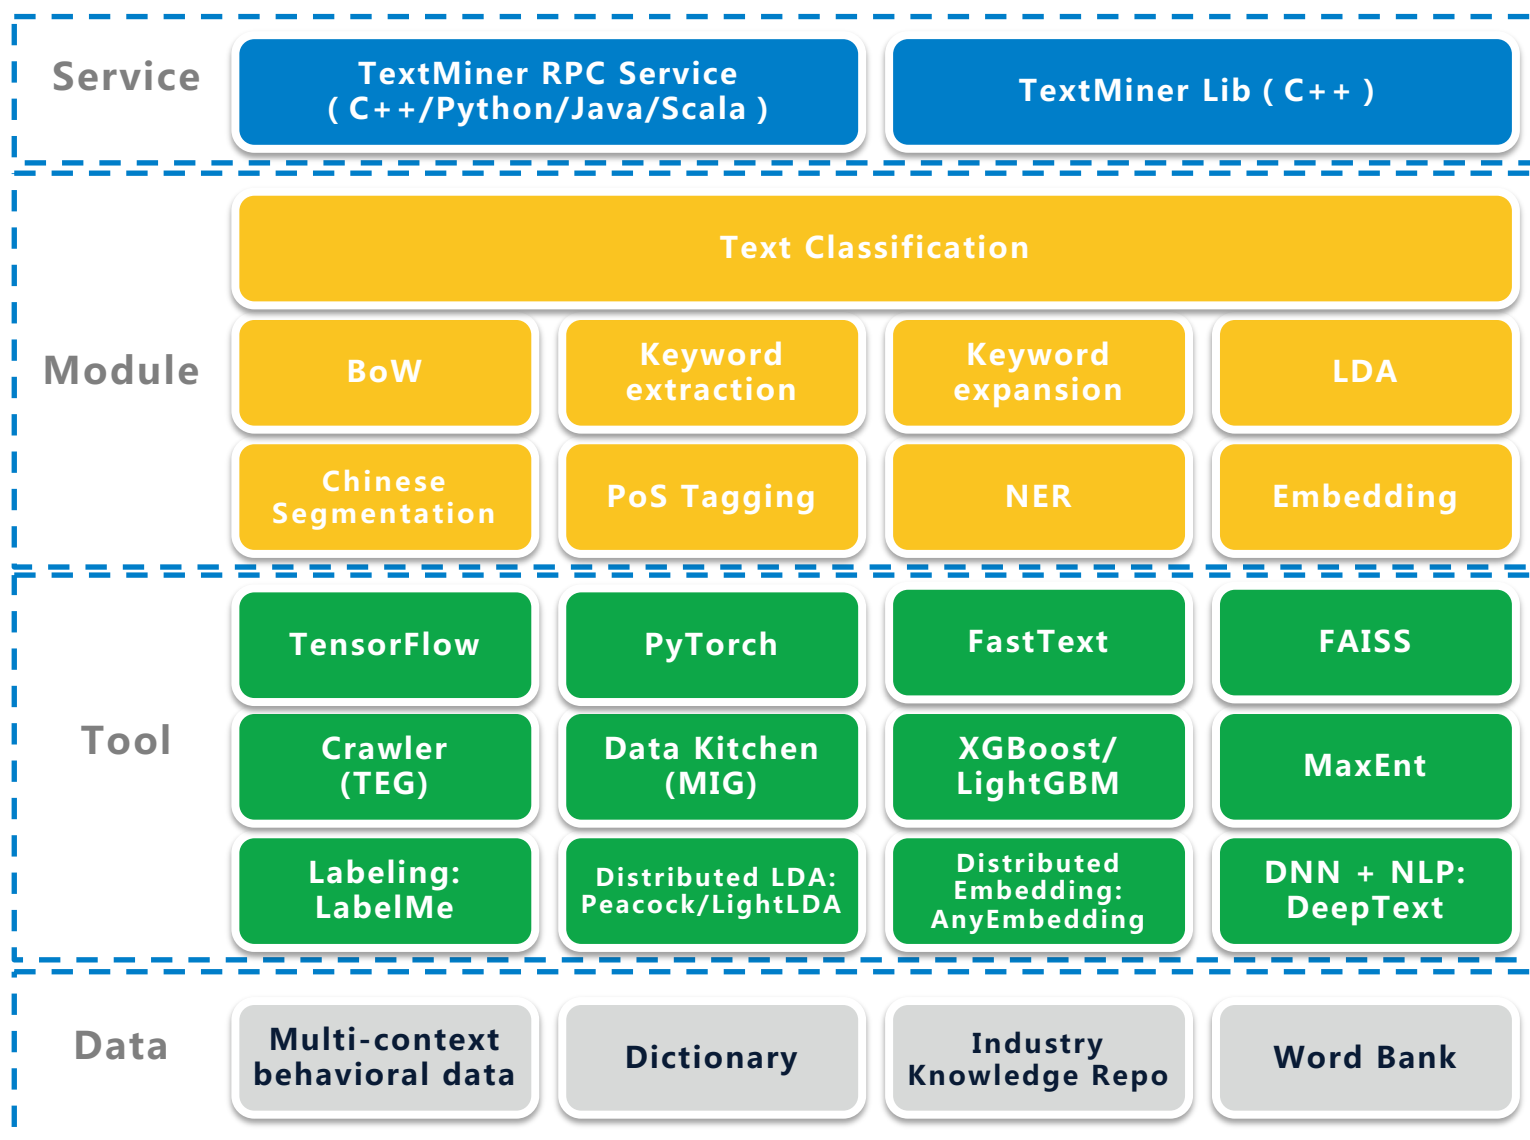 Service
TextMiner RPC Service
( C++/Python/Java/Scala )
TextMiner Lib ( C++ )
Module
Text Classification
BoW
Keyword
extraction
Keyword
expansion
LDA
Chinese
Segmentation
PoS Tagging
NER
Embedding
Tool
TensorFlow
PyTorch
FastText
FAISS
Crawler
(TEG)
Data Kitchen
(MIG)
XGBoost/
LightGBM
MaxEnt
Labeling:
LabelMe
Distributed LDA:
Peacock/LightLDA
Distributed
Embedding:
AnyEmbedding
DNN + NLP:
DeepText
Data
Multi-context
behavioral data
Dictionary
Industry
Knowledge Repo
Word Bank